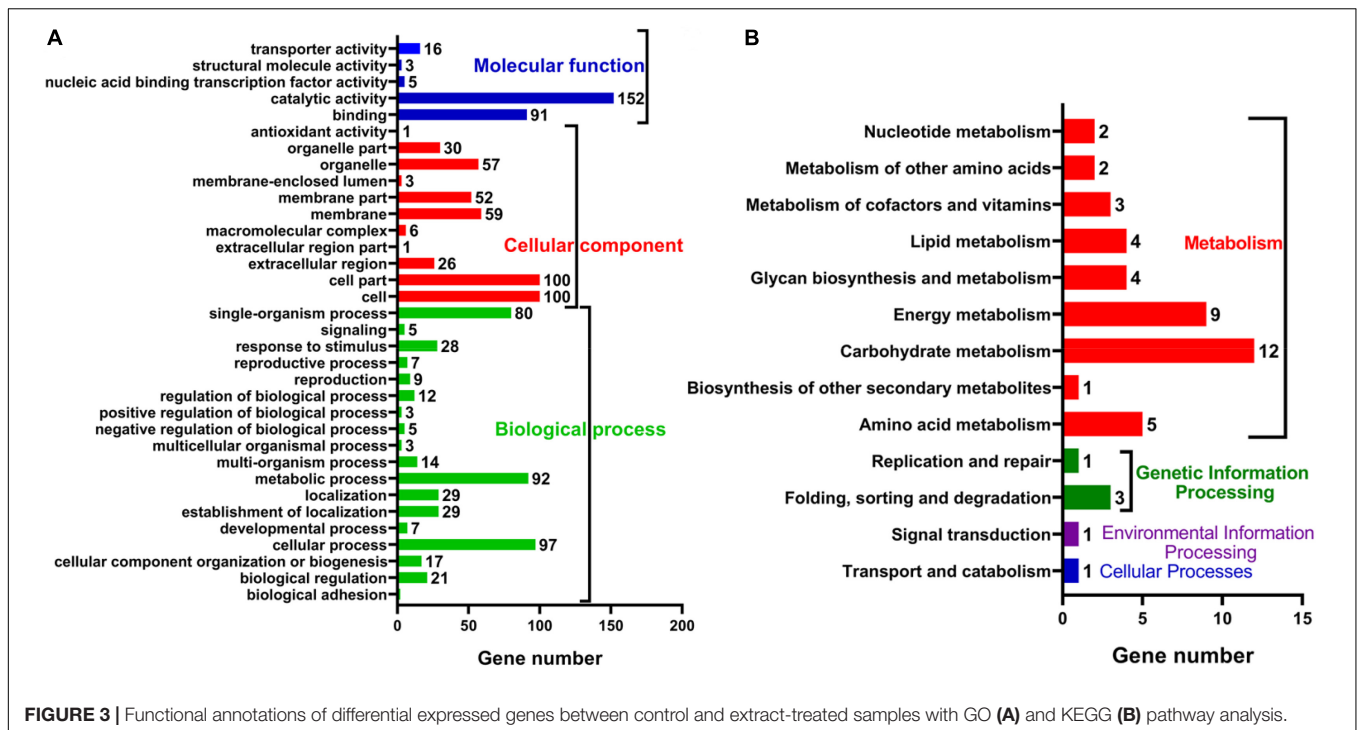 A
transporter activity 16
structural molecule activity 3
nucleic acid binding transcription factor activity 5
catalytic activity 152
binding 91
Molecular function
antioxidant activity 1
organelle part 30
organelle 57
membrane-enclosed lumen 3
membrane part 52
membrane 59
macromolecular complex 6
extracellular region part 1
extracellular region 26
cell part 100
cell 100
Cellular component
single-organism process 80
signaling 5
response to stimulus 28
reproductive process 7
reproduction 9
regulation of biological process 12
positive regulation of biological process 3
negative regulation of biological process 5
multicellular organismal process 3
multi-organism process 14
metabolic process 92
localization 29
establishment of localization 29
developmental process 7
cellular process 97
cellular component organization or biogenesis 17
biological regulation 21
biological adhesion
Biological process
0 50 100 150 200
Gene number
B
Nucleotide metabolism 2
Metabolism of other amino acids 2
Metabolism of cofactors and vitamins 3
Lipid metabolism 4
Glycan biosynthesis and metabolism 4
Energy metabolism 9
Carbohydrate metabolism 12
Biosynthesis of other secondary metabolites 1
Amino acid metabolism 5
Metabolism
Replication and repair 1
Folding, sorting and degradation 3
Genetic Information
Processing
Signal transduction 1
Environmental Information
Processing
Transport and catabolism 1
Cellular Processes
0 5 10 15
Gene number
FIGURE 3 | Functional annotations of differential expressed genes between control and extract-treated samples with GO (A) and KEGG (B) pathway analysis.